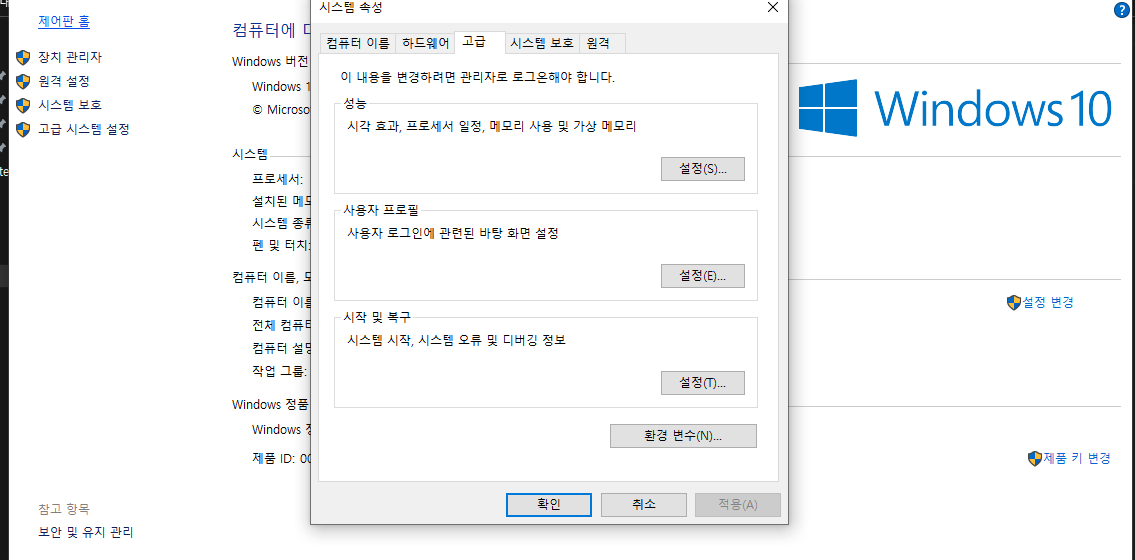 제어판 홈
장치 관리자
원격 설정
시스템 보호
고급 시스템 설정
참고 항목
보안 및 유지 관리
컴퓨터에
Windows 버전
Windows
© Microso
시스템
프로세서:
설치된
시스템
펜 및 터치:
컴퓨터 이름,
컴퓨터
전체
컴퓨터
작업 그룹:
Windows 정품
Windows
제품 ID: 00
시스템 속성
컴퓨터 이름
하드웨어
고급
시스템 보호
원격
이 내용을 변경하려면 관리자로 로그온해야 합니다.
성능
시각 효과, 프로세서 일정, 메모리 사용 및 가상 메모리
설정(S)...
사용자 프로필
사용자 로그인에 관련된 바탕 화면 설정
설정(E)...
시작 및 복구
시스템 시작, 시스템 오류 및 디버깅 정보
설정(T)...
환경 변수(N)...
확인
취소
적용(A)
Windows 10
설정 변경
제품 키 변경